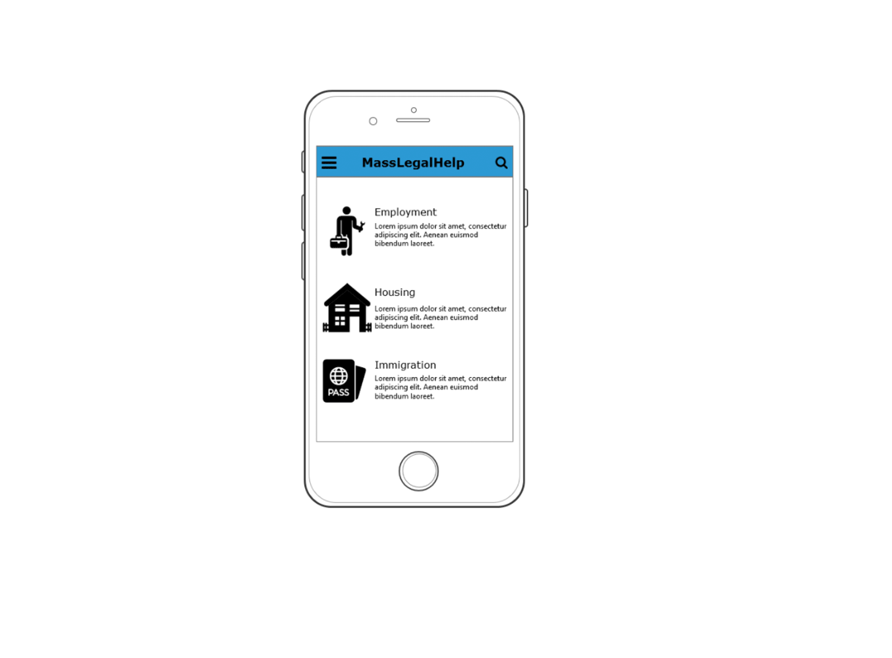 MassLegalHelp
Employment
Lorem ipsum dolor sit amet, consectetur
adipiscing elit. Aenean euismod
bibendum laoreet.
Housing
Lorem ipsum dolor sit amet, consectetur
adipiscing elit. Aenean euismod
bibendum laoreet.
Immigration
Lorem ipsum dolor sit amet, consectetur
adipiscing elit. Aenean euismod
bibendum laoreet.
PASS